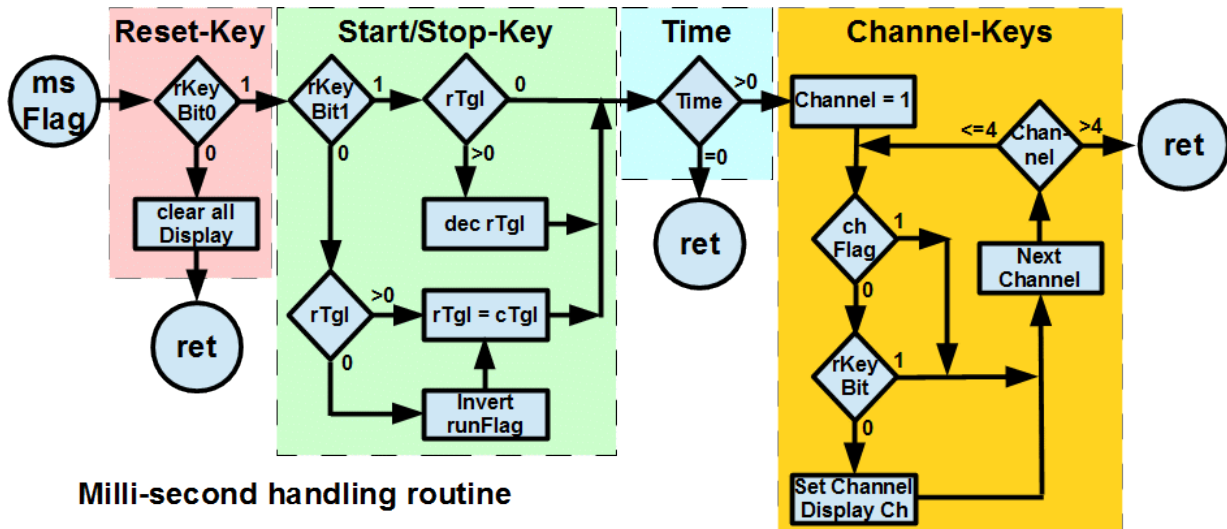 Reset-Key
Start/Stop-Key
Time
Channel-Keys
ms
Flag
rKey
Bit0
1
0
clear all
Display
ret
rKey
Bit1
1
0
rTgl
0
>0
dec rTgl
rTgl
>0
0
rTgl = cTgl
Invert
runFlag
Time
>0
=0
ret
Channel = 1
<=4
Chan-
nel
>4
ret
ch
Flag
1
0
Next
Channel
rKey
Bit
1
0
Set Channel
Display Ch
Milli-second handling routine